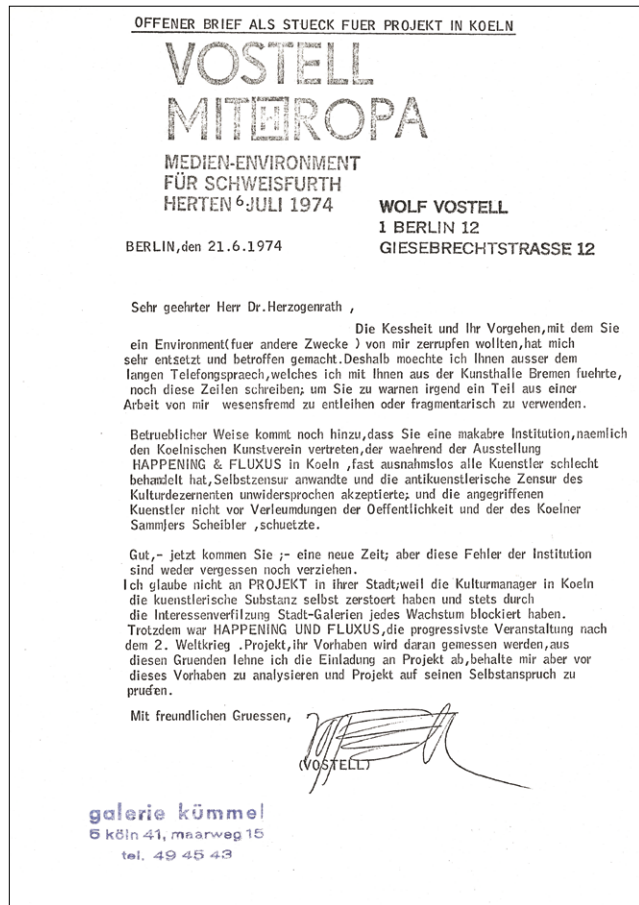 OFFENER BRIEF ALS STUECK FUER PROJEKT IN KOELN
VOSTELL
MITROPA
MEDIEN-ENVIRONMENT
FÜR SCHWEISFURTH
HERTEN 6 JULI 1974
WOLF VOSTELL
1 BERLIN 12
GIESEBRECHTSTRASSE 12
BERLIN,den 21.6.1974
Sehr geehrter Herr Dr.Herzogenrath ,
Die Kessheit und Ihr Vorgehen,mit dem Sie
ein Environment(fuer andere Zwecke ) von mir zerrupfen wollten,hat mich
sehr entsetzt und betroffen gemacht.Deshalb moechte ich Ihnen ausser dem
langen Telefongspraech,welches ich mit Ihnen aus der Kunsthalle Bremen fuehrte,
noch diese Zeilen schreiben; um Sie zu warnen irgend ein Teil aus einer
Arbeit von mir wesensfremd zu entleihen oder fragmentarisch zu verwenden.
Betrueblicher Weise kommt noch hinzu,dass Sie eine makabre Institution,naemlich
den Koelnischen Kunstverein vertreten,der waehrend der Ausstellung
HAPPENING & FLUXUS in Koeln ,fast ausnahmslos alle Kuenstler schlecht
behandelt hat,Selbstzensur anwandte und die antikuenstlerische Zensur des
Kulturdezernenten unwidersprochen akzeptierte; und die angegriffenen
Kuenstler nicht vor Verleumdungen der Oeffentlichkeit und der des Koelner
Sammlers Scheibler ,schuetzte.
Gut,- jetzt kommen Sie ;- eine neue Zeit; aber diese Fehler der Institution
sind weder vergessen noch verziehen.
Ich glaube nicht an PROJEKT in ihrer Stadt;weil die Kulturmanager in Koeln
die kuenstlerische Substanz selbst zerstoert haben und stets durch
die Interessenverfilzung Stadt-Galerien jedes Wachstum blockiert haben.
Trotzdem war HAPPENING UND FLUXUS,die progressivste Veranstaltung nach
dem 2. Weltkrieg .Projekt,ihr Vorhaben wird daran gemessen werden,aus
diesen Gruenden lehne ich die Einladung an Projekt ab,behalte mir aber vor
dieses Vorhaben zu analysieren und Projekt auf seinen Selbstanspruch zu
pruefen.
Mit freundlichen Gruessen,
(VOSTELL)
galerie kümmel
5 köln 41, maarweg 15
tel. 49 45 43